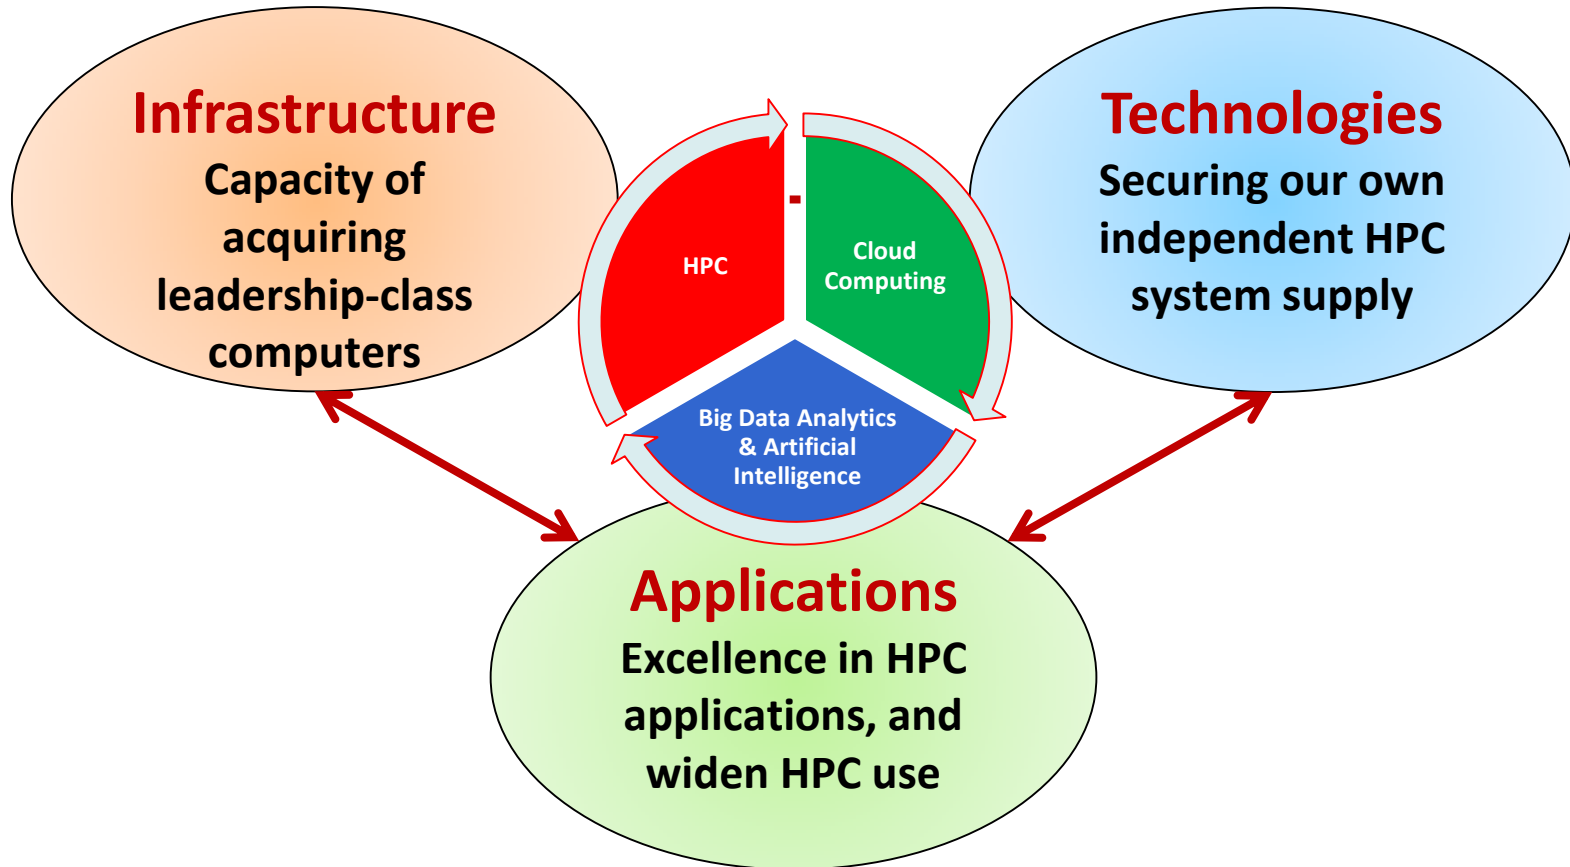 Infrastructure
Capacity of
acquiring
leadership-class
computers
HPC
-
Cloud
Computing
Big Data Analytics
& Artificial
Intelligence
Technologies
Securing our own
independent HPC
system supply
Applications
Excellence in HPC
applications, and
widen HPC use